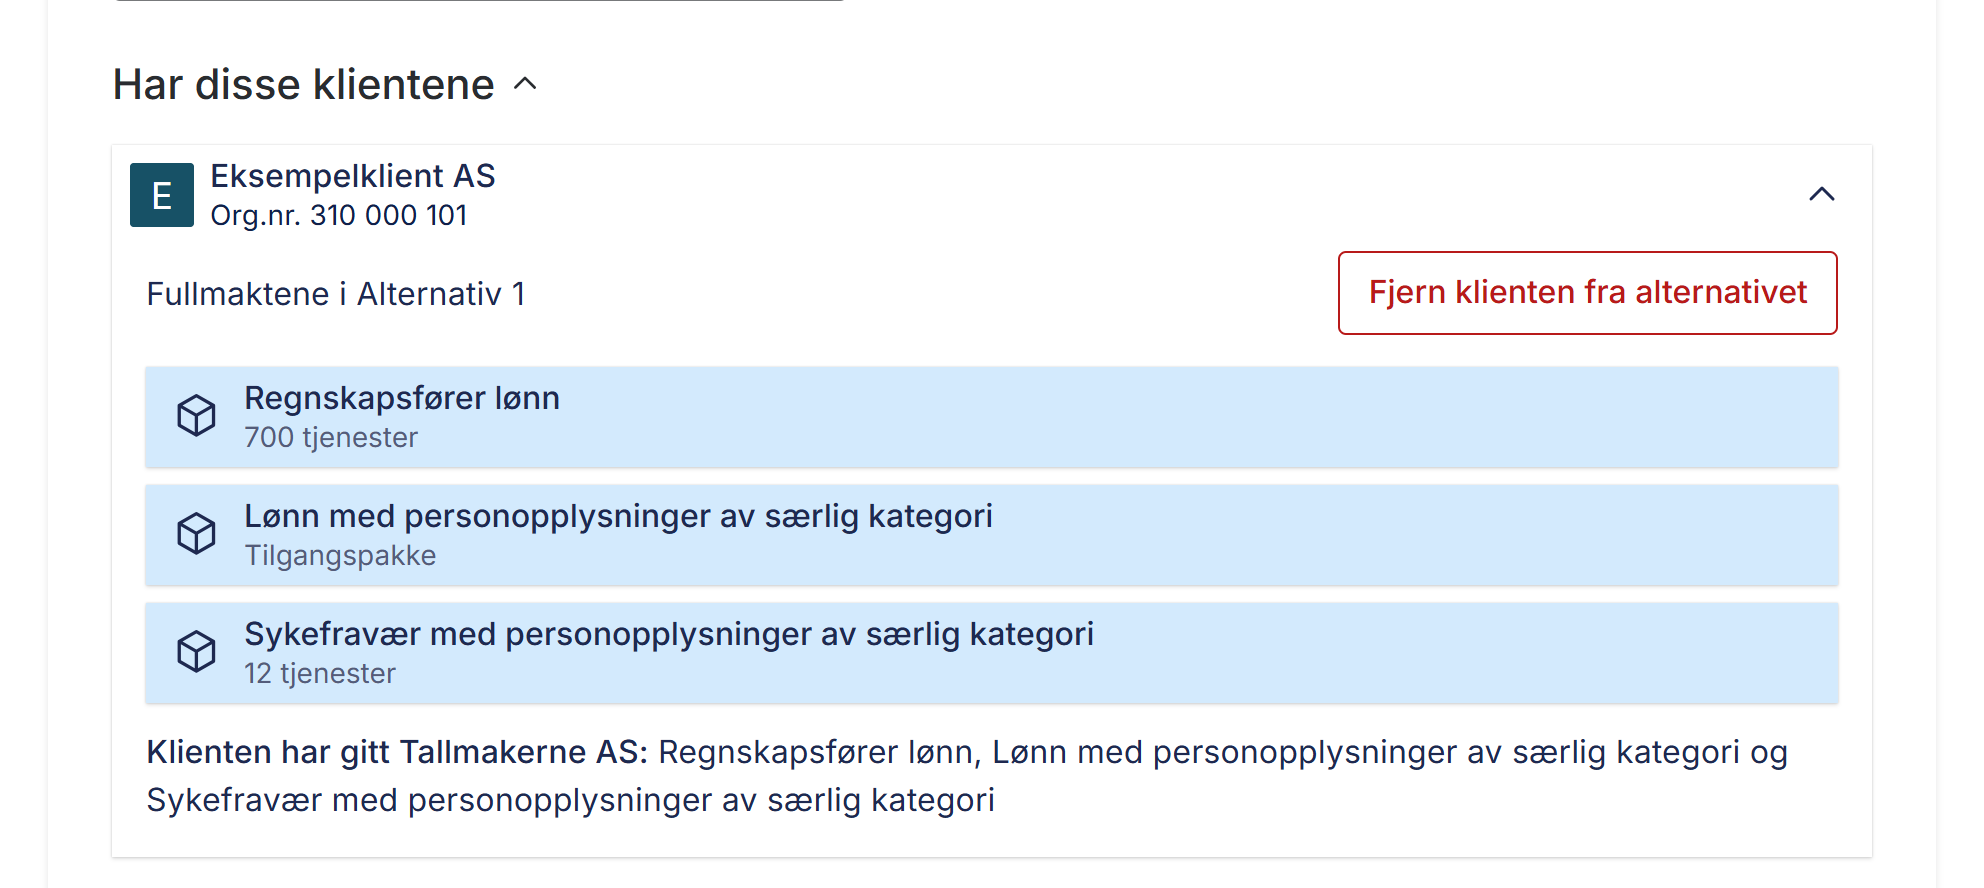 Har disse klientene
E
Eksempelklient AS
Org.nr. 310 000 101
Fullmaktene i Alternativ 1
Fjern klienten fra alternativet
Regnskapsfører lønn
700 tjenester
Lønn med personopplysninger av særlig kategori
Tilgangspakke
Sykefravær med personopplysninger av særlig kategori
12 tjenester
Klienten har gitt Tallmakerne AS: Regnskapsfører lønn, Lønn med personopplysninger av særlig kategori og
Sykefravær med personopplysninger av særlig kategori